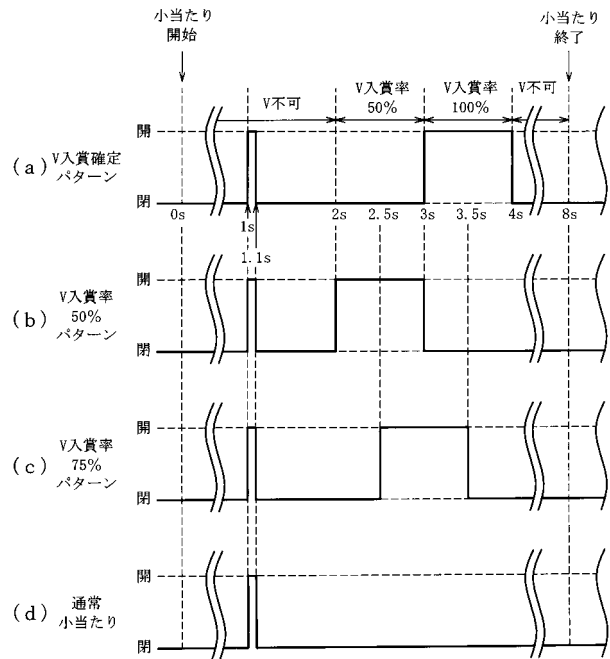 小当たり
開始
小当たり
終了
V不可
V入賞率
50%
V入賞率
100%
V不可
(a)
V入賞確定
パターン
開
閉
0s
1s
1.1s
2s
2.5s
3s
3.5s
4s
8s
(b)
V入賞率
50%
パターン
開
閉
(c)
V入賞率
75%
パターン
開
閉
(d)
通常
小当たり
開
閉